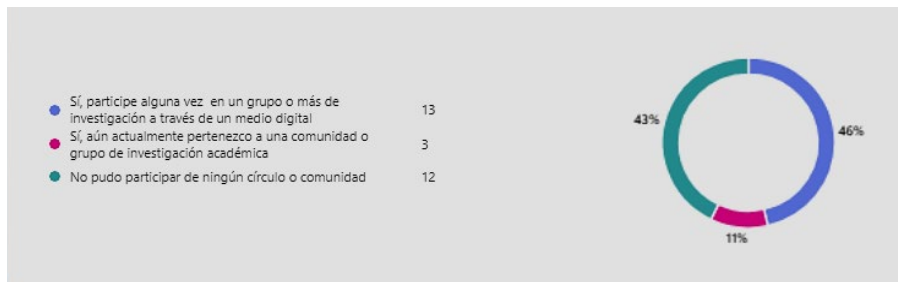 Sí, participe alguna vez  en un grupo o más de
investigación a través de un medio digital
13
Sí, aún actualmente pertenezco a una comunidad o
grupo de investigación académica
3
No pudo participar de ningún círculo o comunidad
12
43%
46%
11%